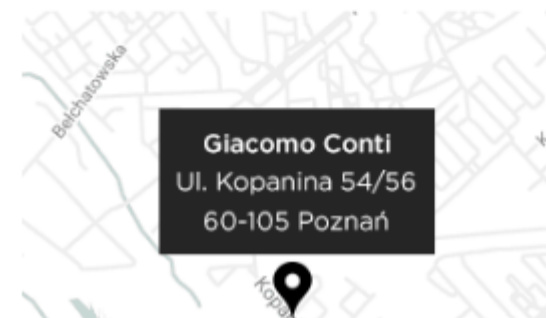 Bełchatowska
Giacomo Conti
Ul. Kopanina 54/56
60-105 Poznań